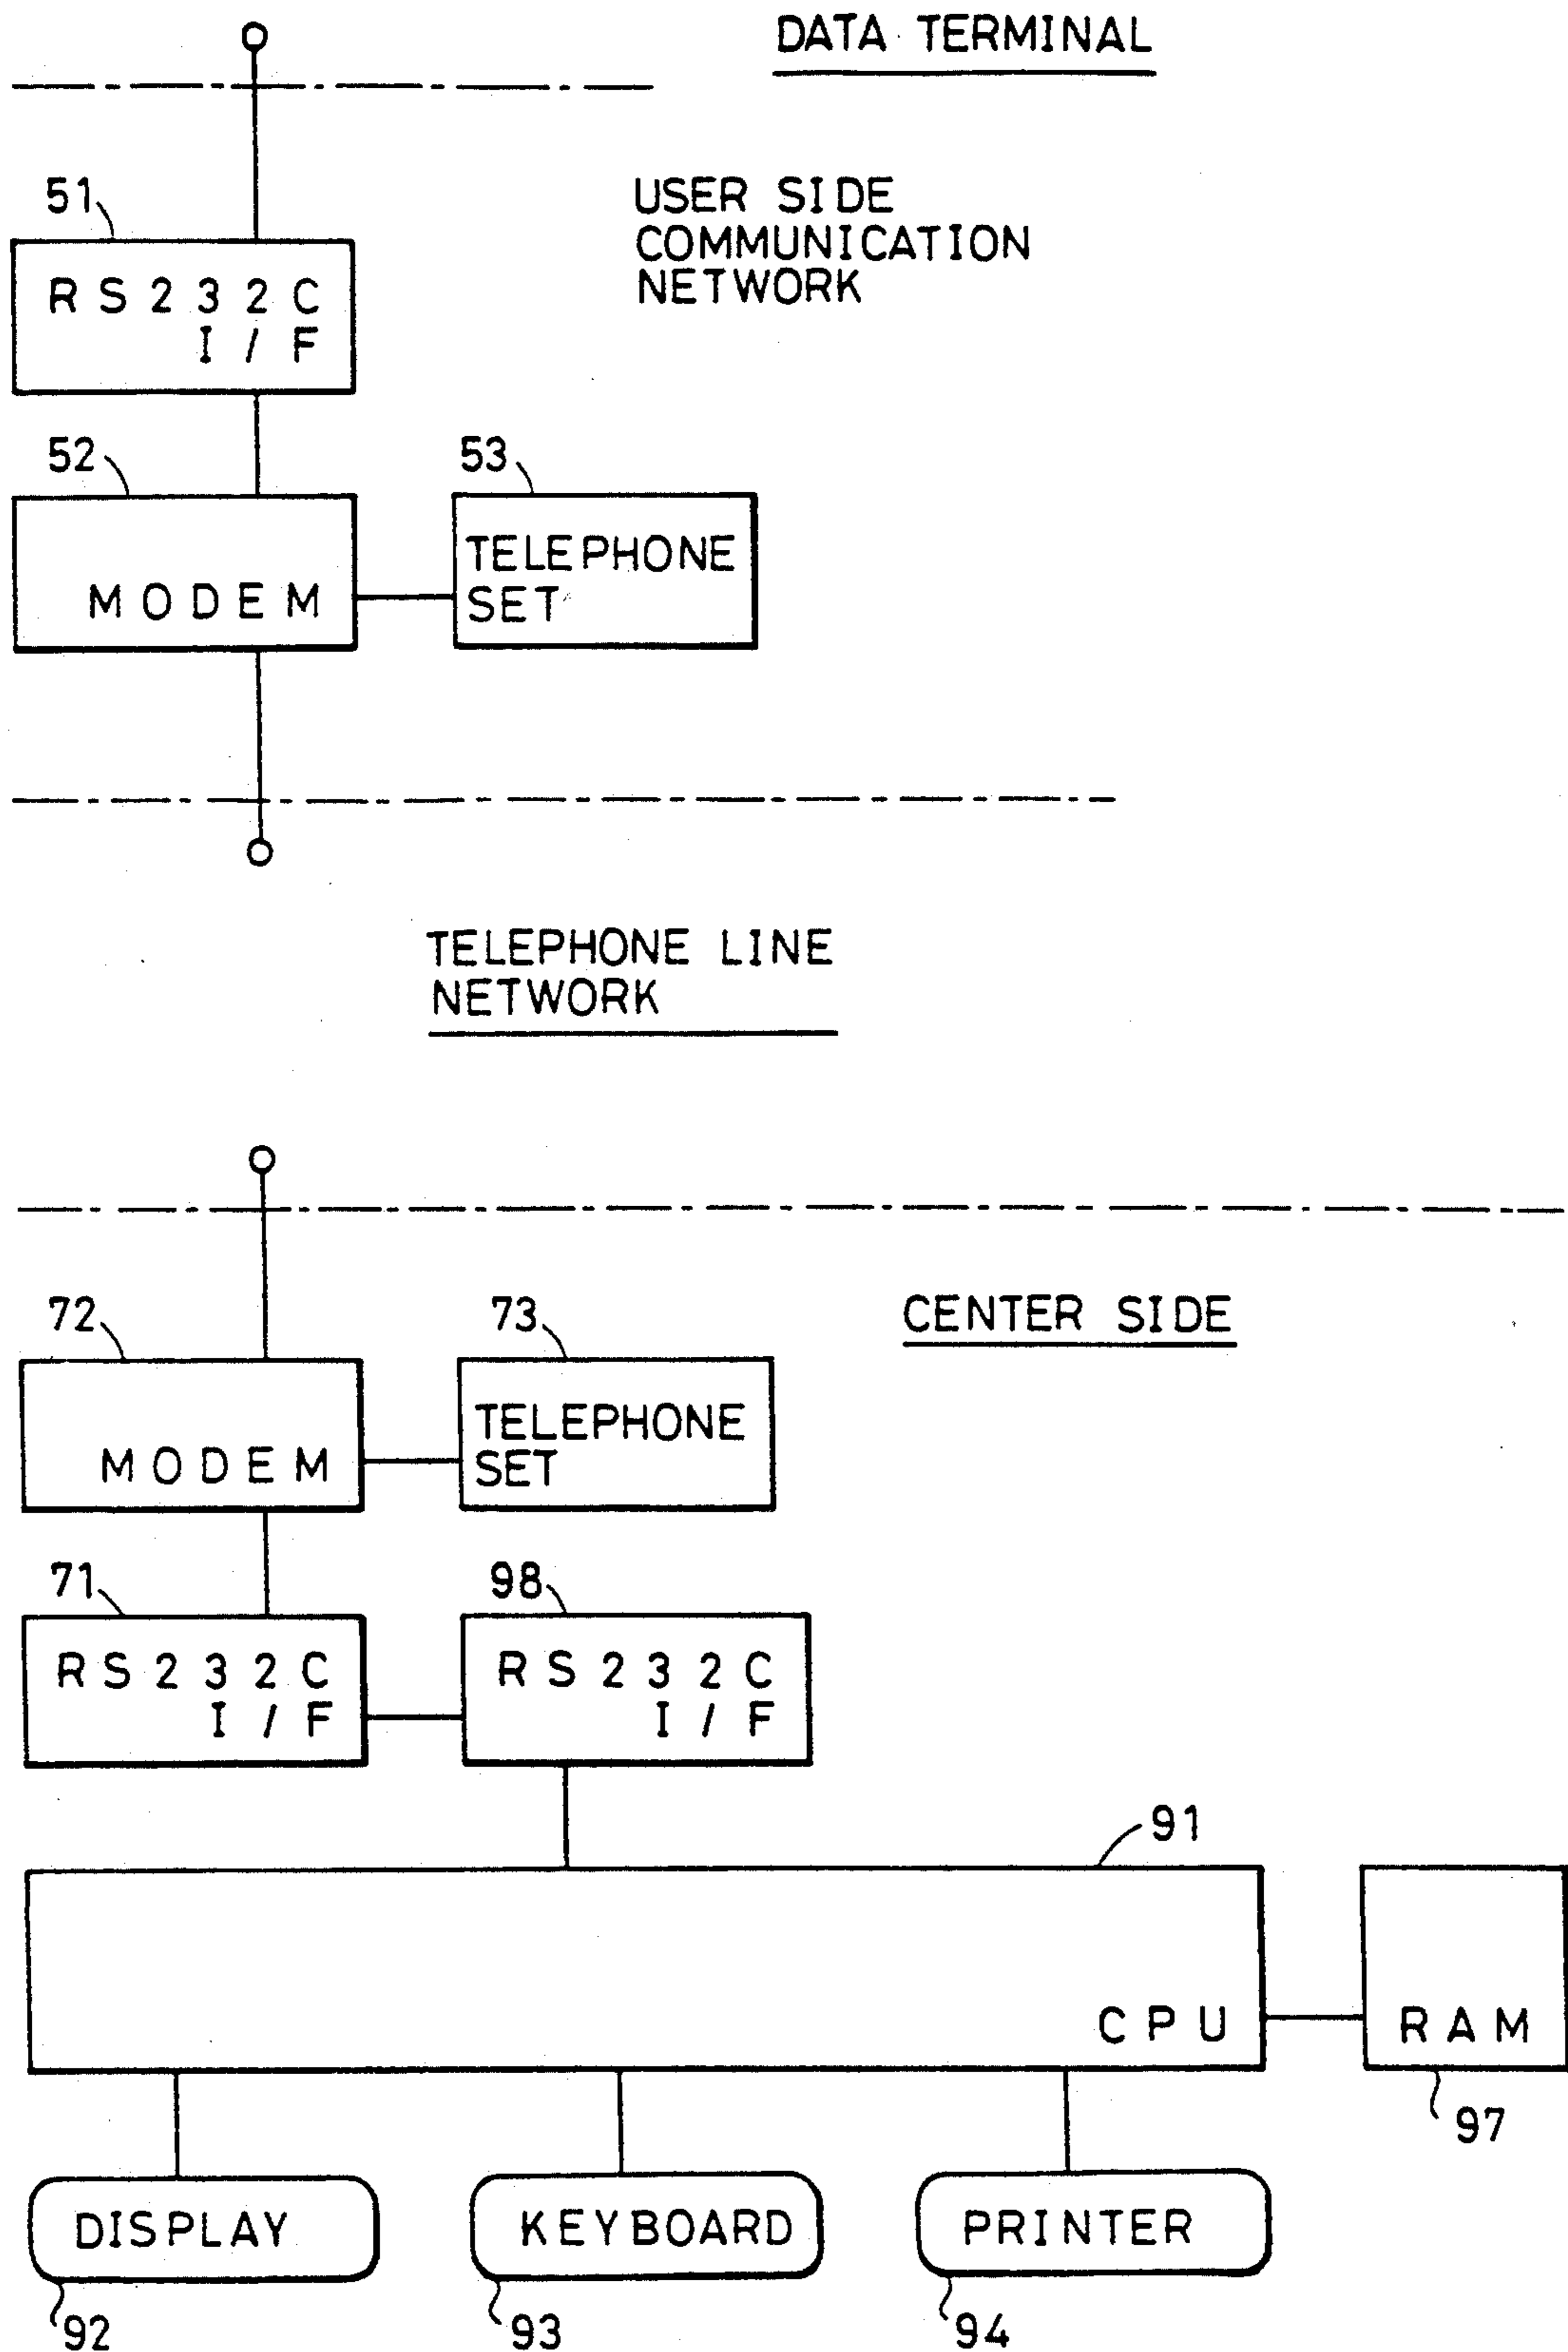 DATA TERMINAL
51
USER SIDE
COMMUNICATION
NETWORK
RS232C
I/F
52
53
MODEM
TELEPHONE
SET
TELEPHONE LINE
NETWORK
CENTER SIDE
72
73
MODEM
TELEPHONE
SET
71
98
RS232C
I/F
RS232C
I/F
91
CPU
RAM
97
DISPLAY
KEYBOARD
PRINTER
92
93
94